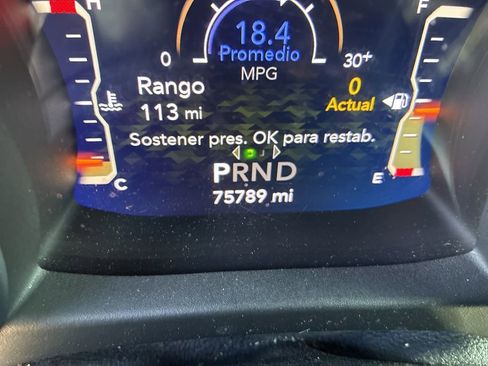 H
F
18.4
Promedio
0
30+
MPG
Rango
0
113 mi
Actual
Sostener pres. OK para restab.
PRND
C
E
75789 mi